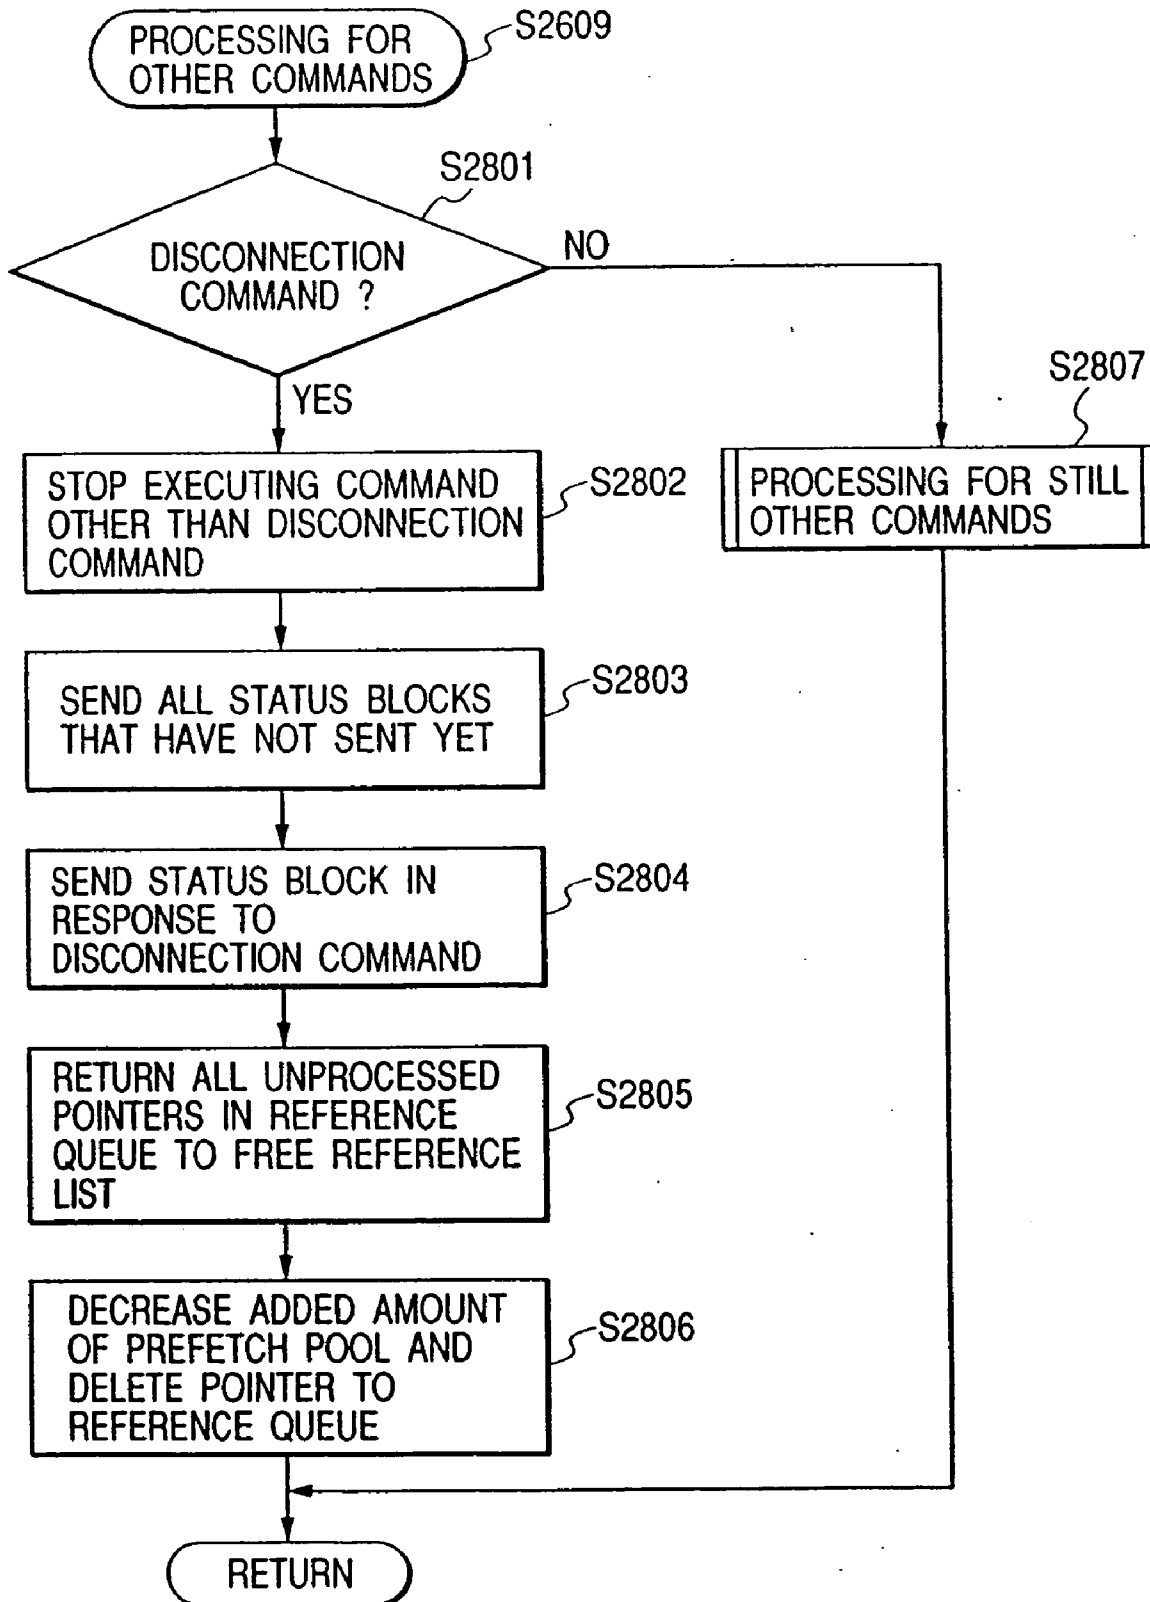 PROCESSING FOR
OTHER COMMANDS
S2609
S2801
DISCONNECTION
COMMAND ?
NO
YES
S2807
PROCESSING FOR STILL
OTHER COMMANDS
STOP EXECUTING COMMAND
OTHER THAN DISCONNECTION
COMMAND
S2802
SEND ALL STATUS BLOCKS
THAT HAVE NOT SENT YET
S2803
SEND STATUS BLOCK IN
RESPONSE TO
DISCONNECTION COMMAND
S2804
RETURN ALL UNPROCESSED
POINTERS IN REFERENCE
QUEUE TO FREE REFERENCE
LIST
S2805
DECREASE ADDED AMOUNT
OF PREFETCH POOL AND
DELETE POINTER TO
REFERENCE QUEUE
S2806
RETURN